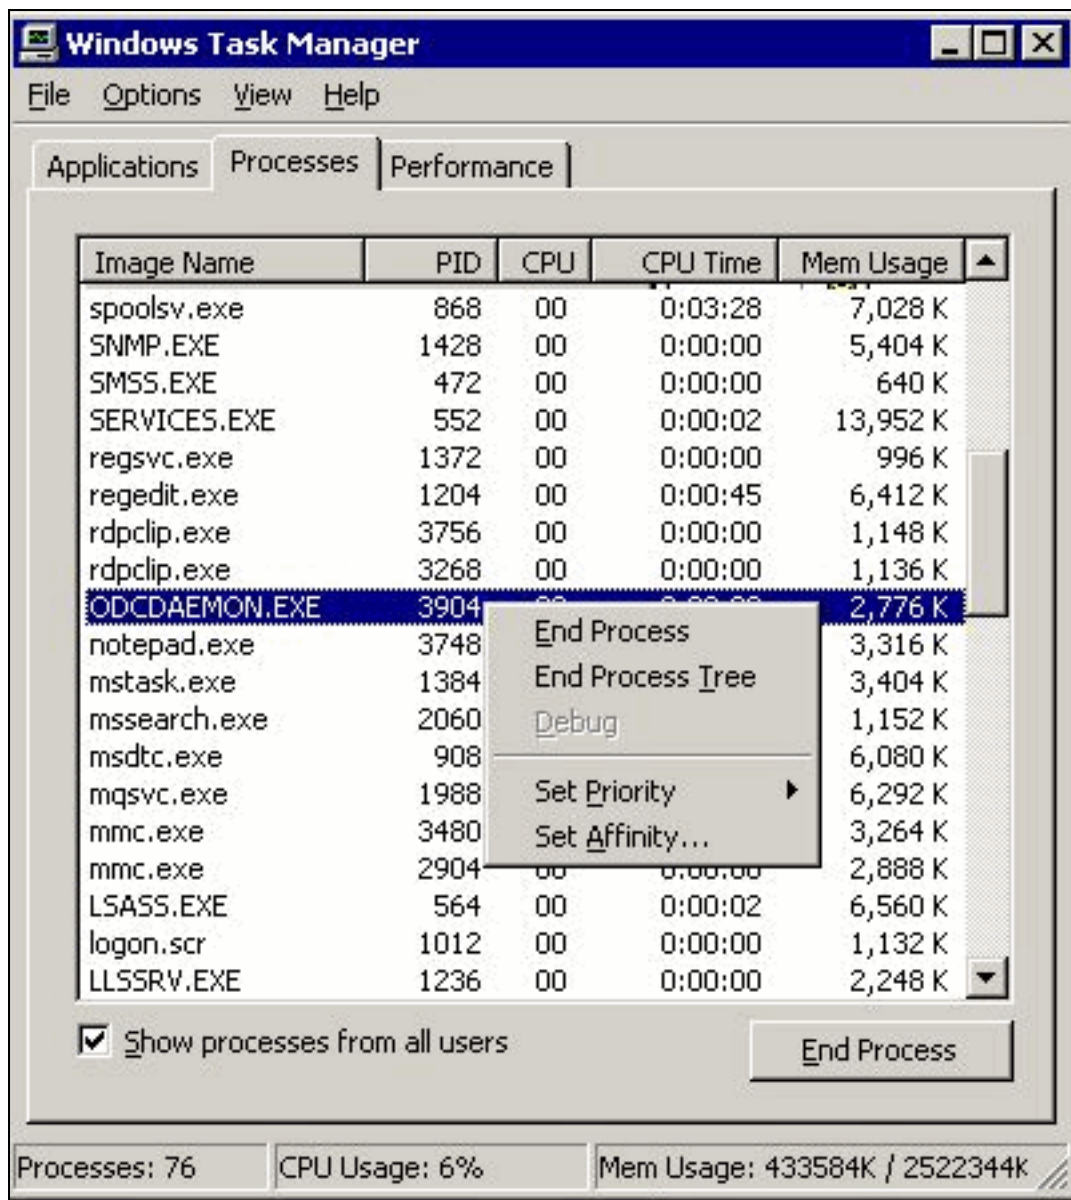 Windows Task Manager
File Options View Help
Applications Processes Performance
Image Name PID CPU CPU Time Mem Usage
spoolsv.exe 868 00 0:03:28 7,028 K
SNMP.EXE 1428 00 0:00:00 5,404 K
SMSS.EXE 472 00 0:00:00 640 K
SERVICES.EXE 552 00 0:00:02 13,952 K
regsvc.exe 1372 00 0:00:00 996 K
regedit.exe 1204 00 0:00:45 6,412 K
rdpclip.exe 3756 00 0:00:00 1,148 K
rdpclip.exe 3268 00 0:00:00 1,136 K
ODCDAEMON.EXE 3904 2,776 K
End Process
notepad.exe 3748 3,316 K
End Process Tree
mstask.exe 1384 3,404 K
Debug
mssearch.exe 2060 1,152 K
msdtc.exe 908 6,080 K
Set Priority
mqsvc.exe 1988 6,292 K
Set Affinity...
mmc.exe 3480 3,264 K
mmc.exe 2904 2,888 K
LSASS.EXE 564 00 0:00:02 6,560 K
logon.scr 1012 00 0:00:00 1,132 K
LLSSRV.EXE 1236 00 0:00:00 2,248 K
Show processes from all users
End Process
Processes: 76 CPU Usage: 6% Mem Usage: 433584K / 2522344K